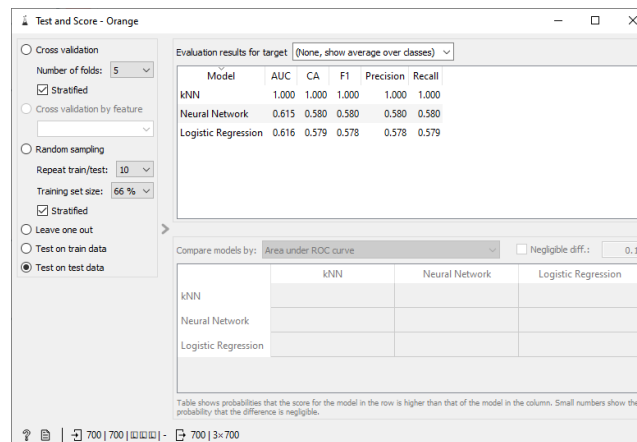 Test and Score - Orange
Cross validation
Number of folds: 5
Stratified
Cross validation by feature
Random sampling
Repeat train/test: 10
Training set size: 66 %
Stratified
Leave one out
Test on train data
Test on test data
Evaluation results for target (None, show average over classes)
Model AUC CA F1 Precision Recall
kNN 1.000 1.000 1.000 1.000 1.000
Neural Network 0.615 0.580 0.580 0.580 0.580
Logistic Regression 0.616 0.579 0.578 0.578 0.579
Compare models by: Area under ROC curve Negligible diff.: 0.1
kNN Neural Network Logistic Regression
kNN
Neural Network
Logistic Regression
Table shows probabilities that the score for the model in the row is higher than that of the model in the column. Small numbers show the
probability that the difference is negligible.
? 700 | 700 | - 700 | 3×700